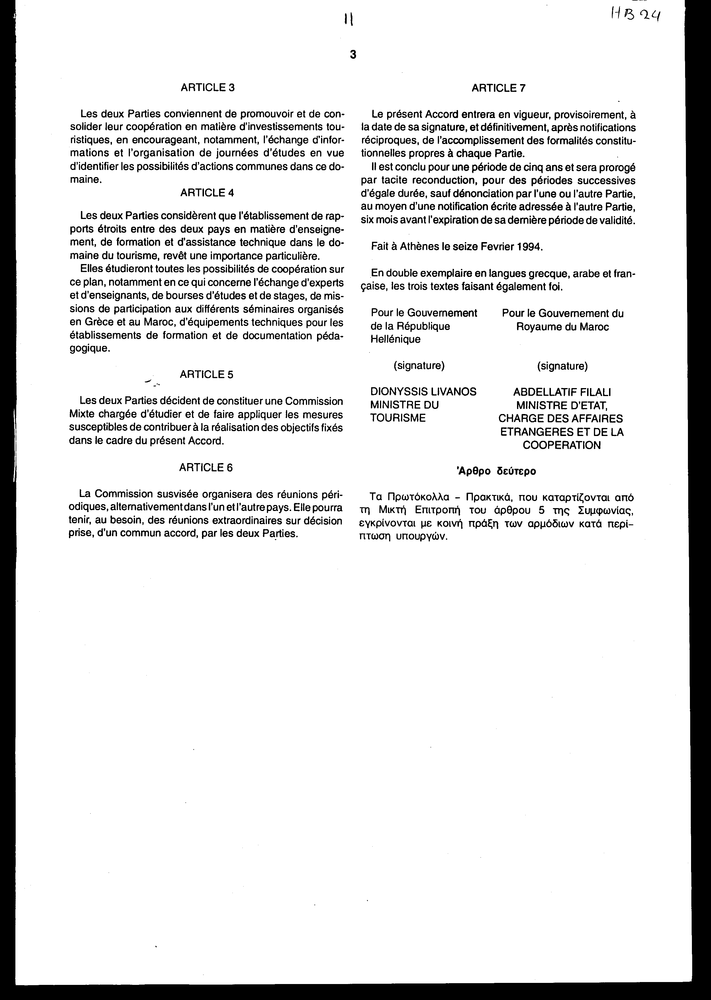 11
HB 24
3
ARTICLE 3
Les deux Parties conviennent de promouvoir et de con-
solider leur coopération en matière d'investissements tou-
ristiques, en encourageant, notamment, l'échange d'infor-
mations et l'organisation de journées d'études en vue
d'identifier les possibilités d'actions communes dans ce do-
maine.
ARTICLE 4
Les deux Parties considèrent que l'établissement de rap-
ports étroits entre des deux pays en matière d'enseigne-
ment, de formation et d'assistance technique dans le do-
maine du tourisme, revêt une importance particulière.
Elles étudieront toutes les possibilités de coopération sur
ce plan, notamment en ce qui concerne l'échange d'experts
et d'enseignants, de bourses d'études et de stages, de mis-
sions de participation aux différents séminaires organisés
en Grèce et au Maroc, d'équipements techniques pour les
établissements de formation et de documentation péda-
gogique.
ARTICLE 5
Les deux Parties décident de constituer une Commission
Mixte chargée d'étudier et de faire appliquer les mesures
susceptibles de contribuer à la réalisation des objectifs fixés
dans le cadre du présent Accord.
ARTICLE 6
La Commission susvisée organisera des réunions péri-
odiques, alternativement dans l'un et l'autre pays. Elle pourra
tenir, au besoin, des réunions extraordinaires sur décision
prise, d'un commun accord, par les deux Parties.
ARTICLE 7
Le présent Accord entrera en vigueur, provisoirement, à
la date de sa signature, et définitivement, après notifications
réciproques, de l'accomplissement des formalités constitu-
tionnelles propres à chaque Partie.
Il est conclu pour une période de cinq ans et sera prorogé
par tacite reconduction, pour des périodes successives
d'égale durée, sauf dénonciation par l'une ou l'autre Partie,
au moyen d'une notification écrite adressée à l'autre Partie,
six mois avant l'expiration de sa dernière période de validité.
Fait à Athènes le seize Fevrier 1994.
En double exemplaire en langues grecque, arabe et fran-
çaise, les trois textes faisant également foi.
Pour le Gouvernement
de la République
Hellénique
(signature)
DIONYSSIS LIVANOS
MINISTRE DU
TOURISME
Pour le Gouvernement du
Royaume du Maroc
(signature)
ABDELLATIF FILALI
MINISTRE D'ETAT,
CHARGE DES AFFAIRES
ETRANGERES ET DE LA
COOPERATION
'Αρθρο δεύτερο
Τα Πρωτόκολλα – Πρακτικά, που καταρτίζονται από
τη Μικτή Επιτροπή του άρθρου 5 της Συμφωνίας,
εγκρίνονται με κοινή πράξη των αρμόδιων κατά περί-
πτωση υπουργών.